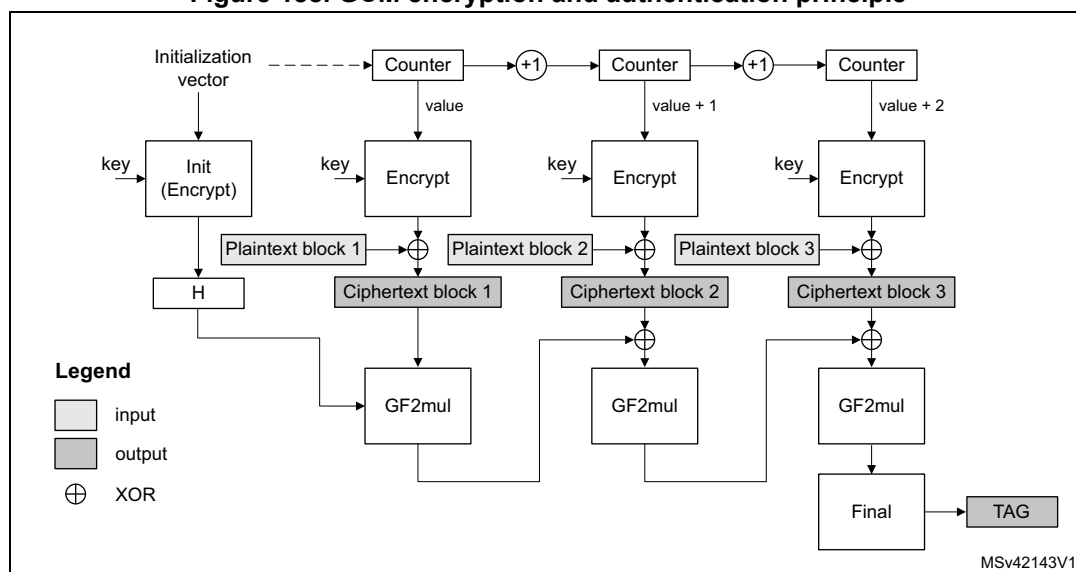 Initialization
vector
Counter
+1
Counter
+1
Counter
value
value + 1
value + 2
key
Init
(Encrypt)
key
Encrypt
key
Encrypt
key
Encrypt
Plaintext block 1
Plaintext block 2
Plaintext block 3
H
Ciphertext block 1
Ciphertext block 2
Ciphertext block 3
Legend
input
output
XOR
GF2mul
GF2mul
GF2mul
Final
TAG
MSv42143V1